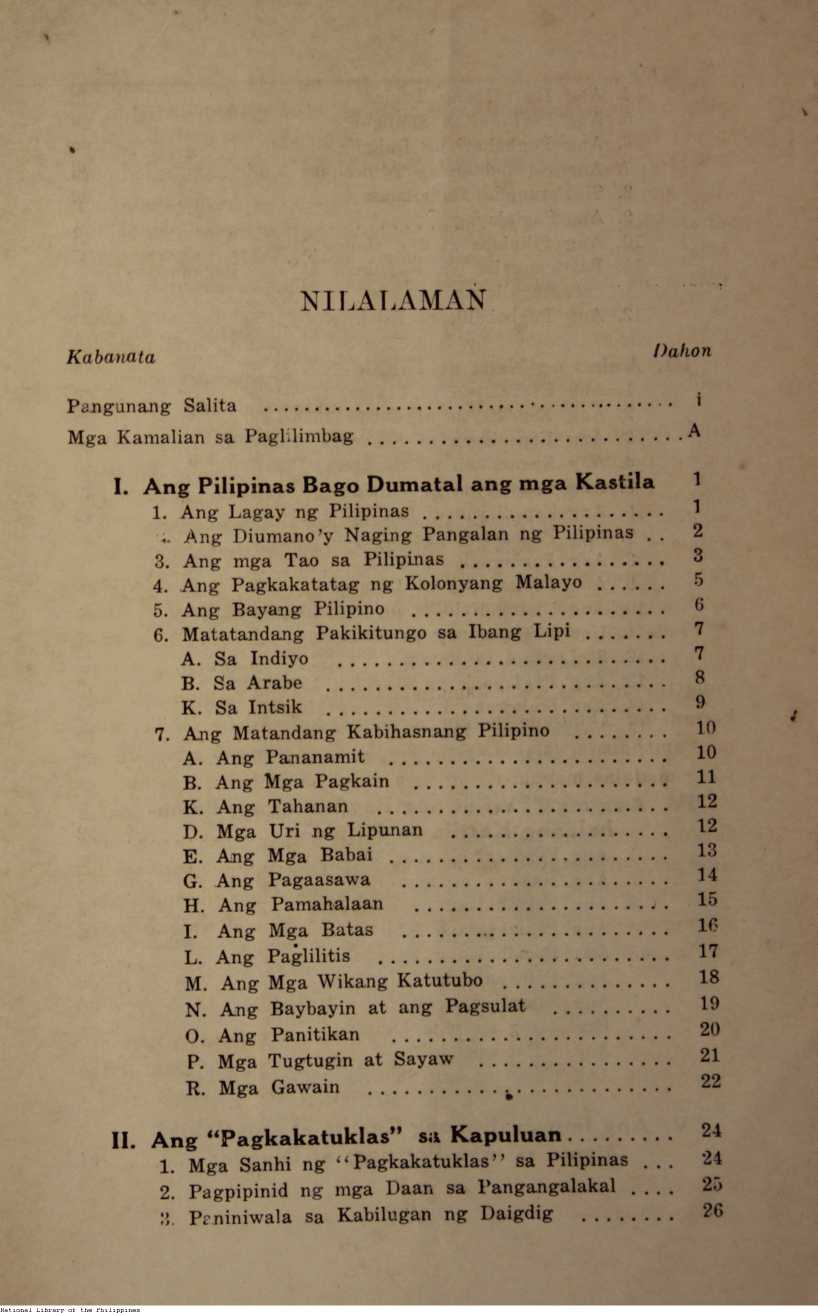 NILALAMAN
Kabanata Dahon
Pangunang Salita ........................................ i
Mga Kamalian sa Paglilimbag .......................... A
I. Ang Pilipinas Bago Dumatal ang mga Kastila 1
1. Ang Lagay ng Pilipinas .................... 1
2. Ang Diumano'y Naging Pangalan ng Pilipinas .. 2
3. Ang mga Tao sa Pilipinas ................. 3
4. Ang Pagkakatatag ng Kolonyang Malayo ...... 5
5. Ang Bayang Pilipino ..................... 6
6. Matatandang Pakikitungo sa Ibang Lipi ....... 7
A. Sa Indiyo ........................... 7
B. Sa Arabe ............................ 8
K. Sa Intsik ............................ 9
7. Ang Matandang Kabihasnang Pilipino ........ 10
A. Ang Pananamit ....................... 10
B. Ang Mga Pagkain ..................... 11
K. Ang Tahanan ........................ 12
D. Mga Uri ng Lipunan .................. 12
E. Ang Mga Babai ....................... 13
G. Ang Pagaasawa ...................... 14
H. Ang Pamahalaan ..................... 15
I. Ang Mga Batas ...................... 16
L. Ang Paglilitis ........................ 17
M. Ang Mga Wikang Katutubo .............. 18
N. Ang Baybayin at ang Pagsulat .......... 19
O. Ang Panitikan ....................... 20
P. Mga Tugtugin at Sayaw ................ 21
R. Mga Gawain ......................... 22
II. Ang "Pagkakatuklas" sa Kapuluan ......... 24
1. Mga Sanhi ng "Pagkakatuklas" sa Pilipinas ... 24
2. Pagpipinid ng mga Daan sa Pangangalakal .... 25
3. Paniniwala sa Kabilugan ng Daigdig ........ 26
National Library of the Philippines